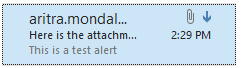 aritra.mondal...
Here is the attachm... 2:29 PM
This is a test alert